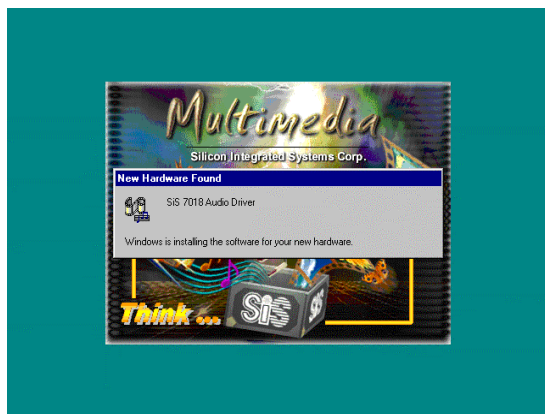 Multimedia
Silicon Integrated Systems Corp.
New Hardware Found
SiS 7018 Audio Driver
Windows is installing the software for your new hardware.
Think ...
SiS
SiS